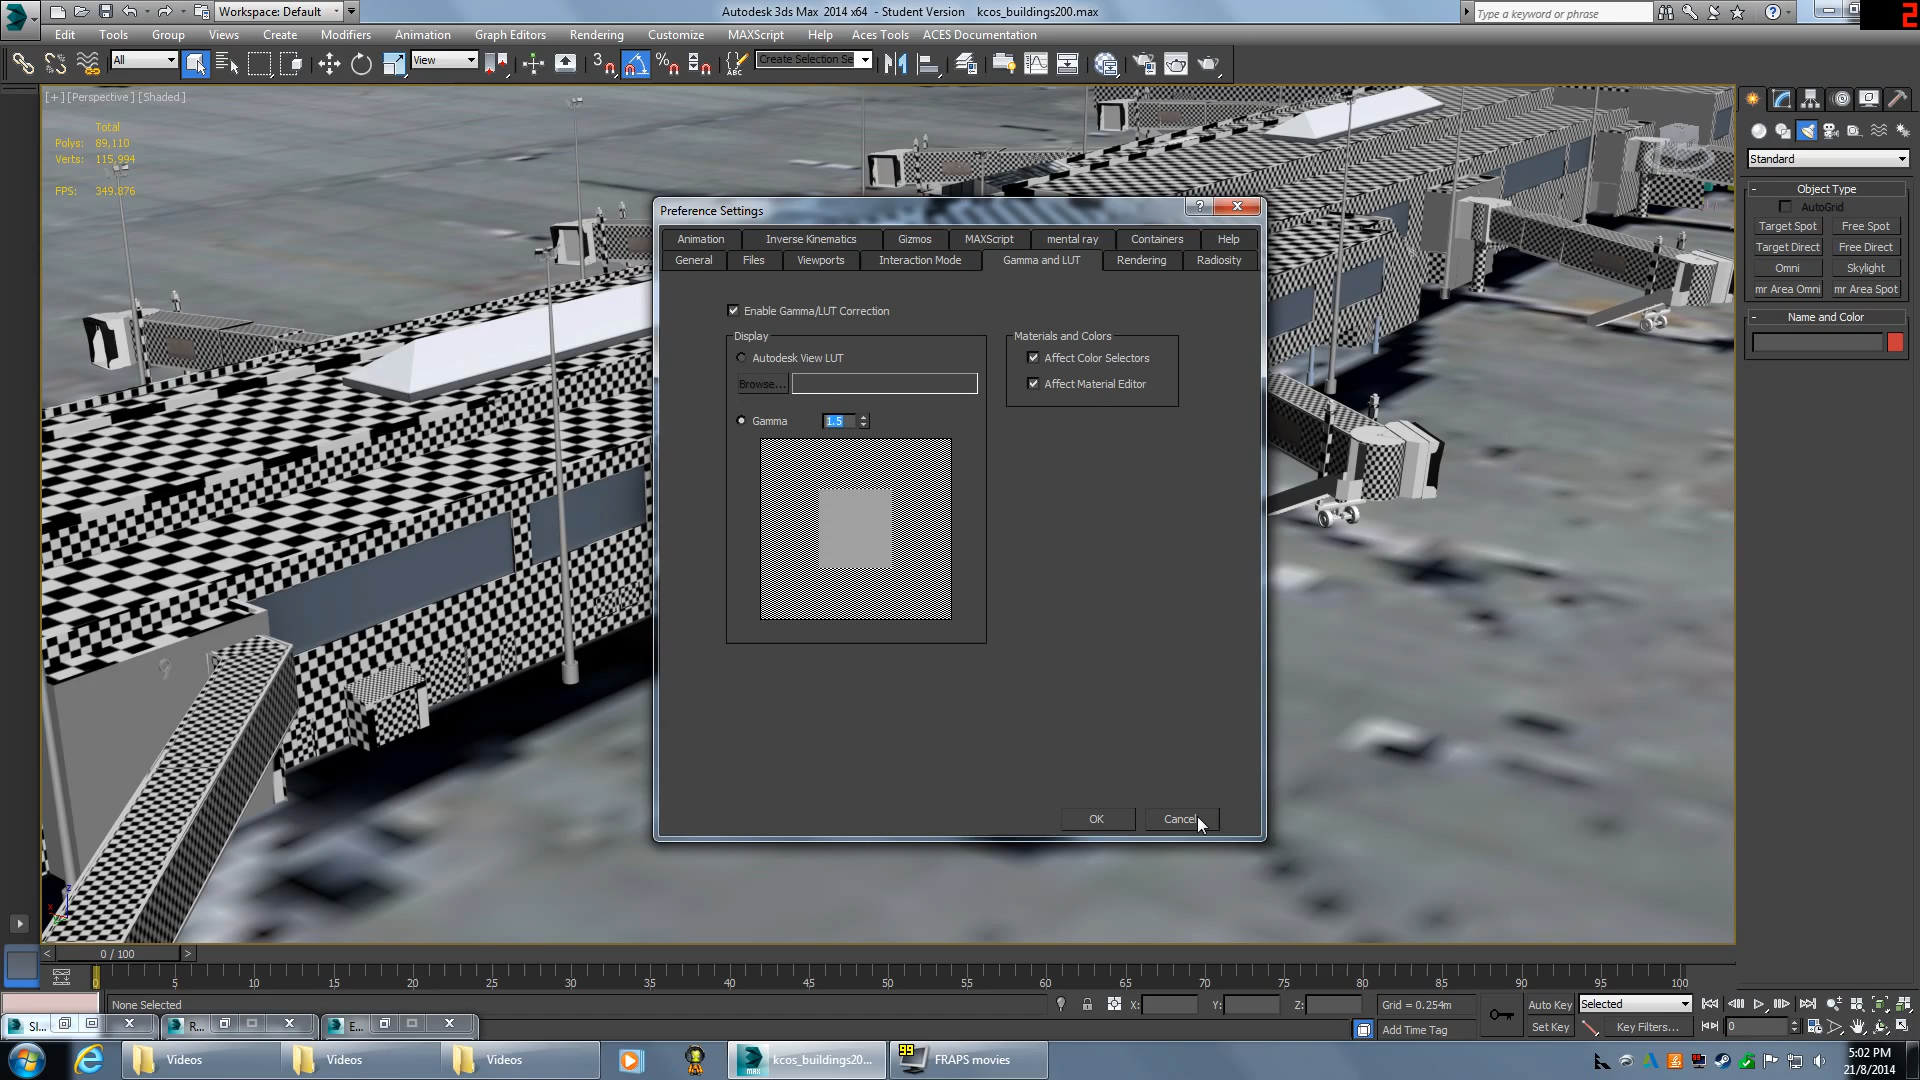 Workspace: Default
Autodesk 3ds Max  2014 x64  - Student Version   kcos_buildings200.max
Type a keyword or phrase
2
Edit Tools Group Views Create Modifiers Animation Graph Editors Rendering Customize MAXScript Help Aces Tools ACES Documentation
All View 3 Create Selection Se
[+] [Perspective ] [Shaded ]
Total
Polys: 89,110
Verts: 115,994
FPS: 349.876
Standard
- Object Type
AutoGrid
Target Spot Free Spot
Target Direct Free Direct
Omni Skylight
mr Area Omni mr Area Spot
- Name and Color
Preference Settings
Animation Inverse Kinematics Gizmos MAXScript mental ray Containers Help
General Files Viewports Interaction Mode Gamma and LUT Rendering Radiosity
Enable Gamma/LUT Correction
Display
Autodesk View LUT
Browse...
Gamma 1.5
Materials and Colors
Affect Color Selectors
Affect Material Editor
OK Cancel
z
x
< 0 / 100 >
0 5 10 15 20 25 30 35 40 45 50 55 60 65 70 75 80 85 90 95 100
None Selected X: Y: Z: Grid = 0.254m Auto Key Selected
Sl... R... E... Add Time Tag Set Key Key Filters... 0
Videos Videos Videos kcos_buildings20... 99 FRAPS movies
5:02 PM
21/8/2014